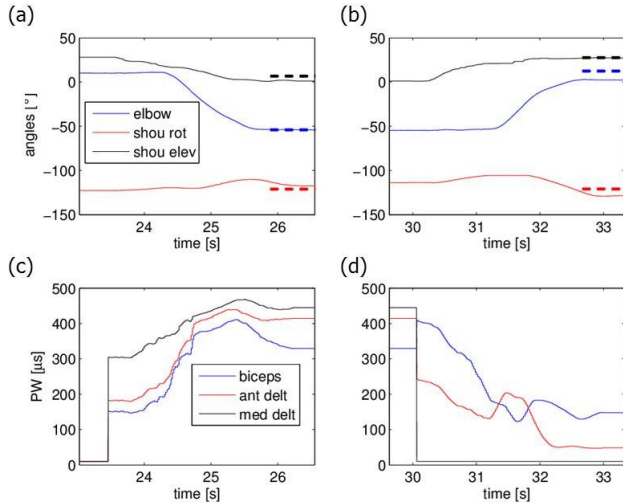 (a)
(b)
50
0
−50
−100
−150
angles [°]
elbow
shou rot
shou elev
24
25
26
time [s]
50
0
−50
−100
−150
30
31
32
33
time [s]
(c)
(d)
500
400
300
200
100
0
PW [µs]
biceps
ant delt
med delt
24
25
26
time [s]
500
400
300
200
100
0
30
31
32
33
time [s]